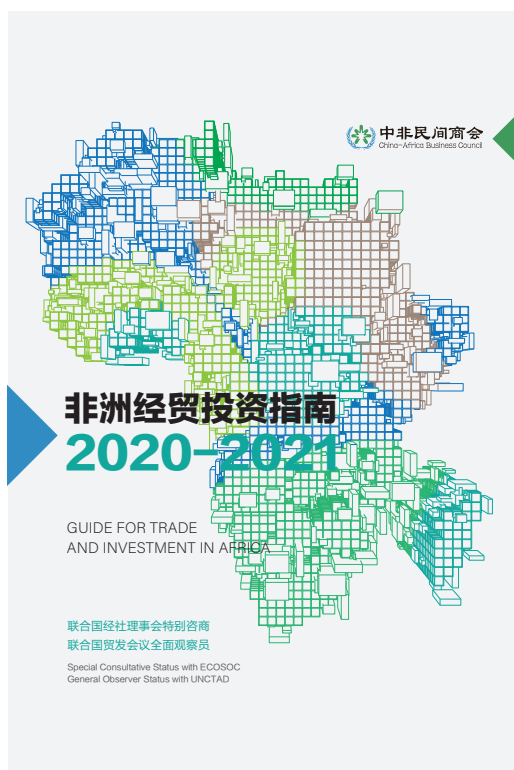 中非民间商会
China-Africa Business Council
非洲经贸投资指南
2020-2021
GUIDE FOR TRADE
AND INVESTMENT IN AFRICA
联合国经社理事会特别咨商
联合国贸发会议全面观察员
Special Consultative Status with ECOSOC
General Observer Status with UNCTAD